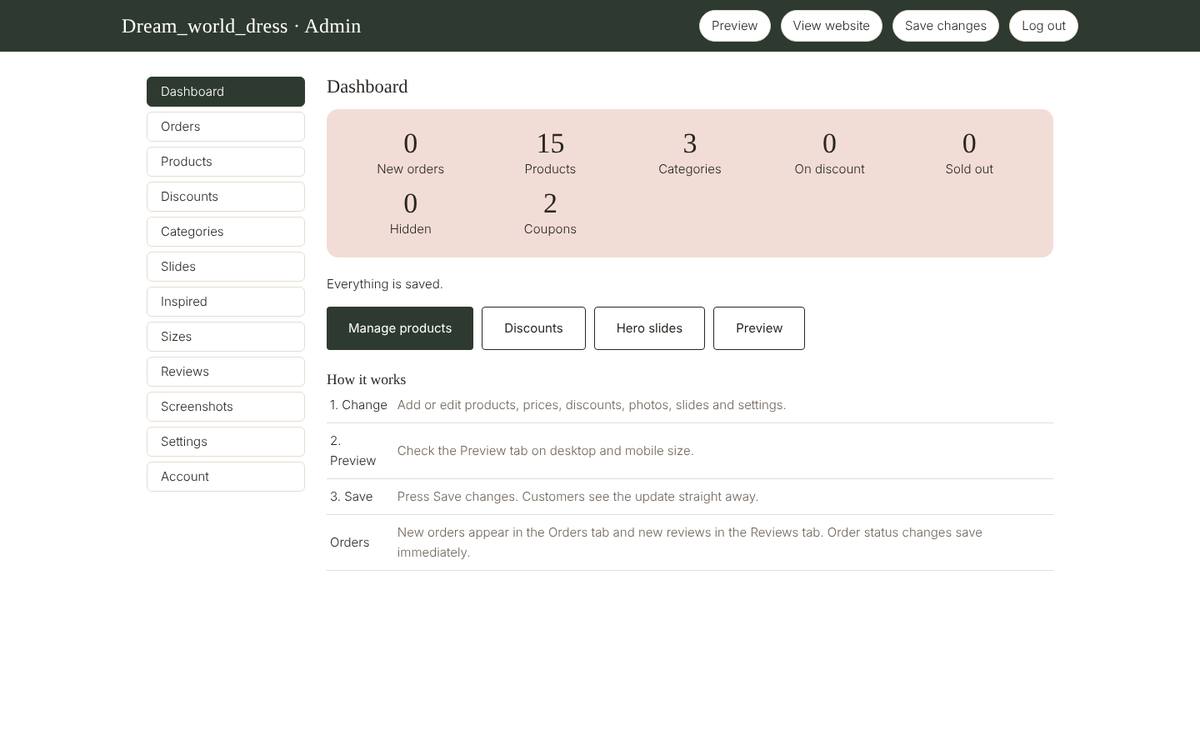 Dream_world_dress · Admin
Preview
View website
Save changes
Log out
Dashboard
Orders
Products
Discounts
Categories
Slides
Inspired
Sizes
Reviews
Screenshots
Settings
Account
Dashboard
0
New orders
15
Products
3
Categories
0
On discount
0
Sold out
0
Hidden
2
Coupons
Everything is saved.
Manage products
Discounts
Hero slides
Preview
How it works
1. Change Add or edit products, prices, discounts, photos, slides and settings.
2.
Preview
Check the Preview tab on desktop and mobile size.
3. Save Press Save changes. Customers see the update straight away.
Orders
New orders appear in the Orders tab and new reviews in the Reviews tab. Order status changes save
immediately.